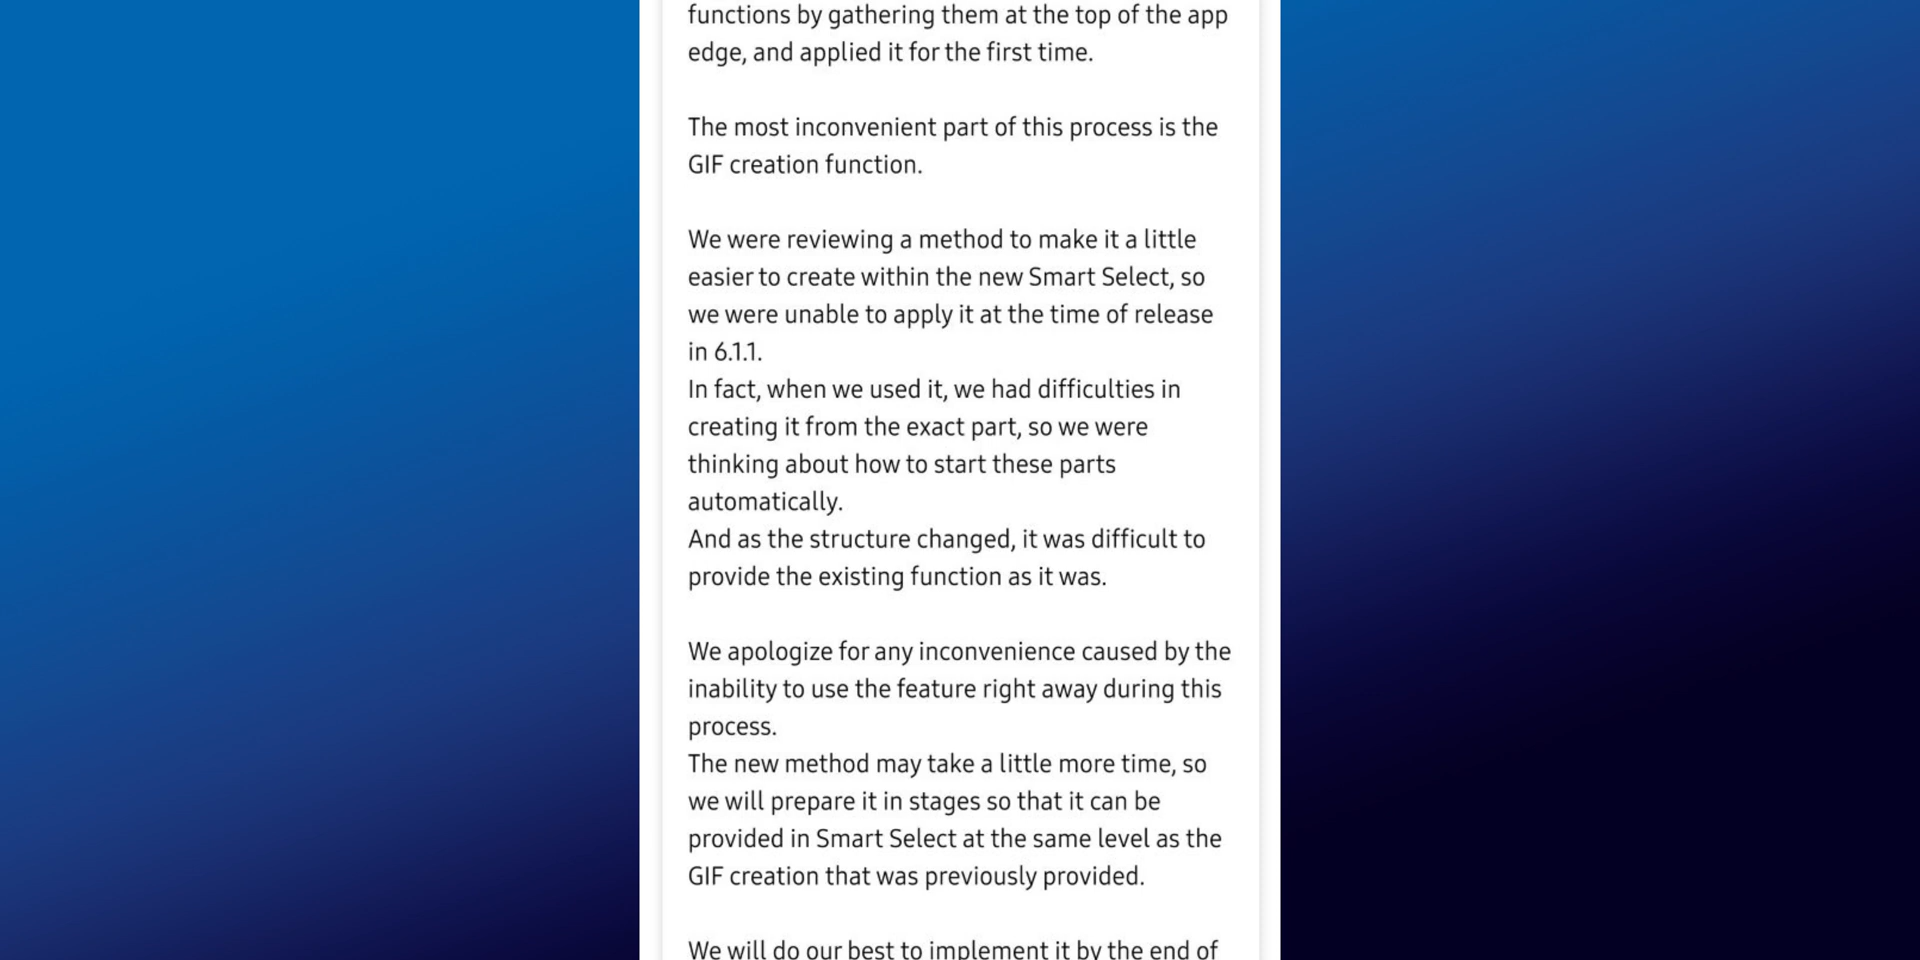 functions by gathering them at the top of the app
edge, and applied it for the first time.
The most inconvenient part of this process is the
GIF creation function.
We were reviewing a method to make it a little
easier to create within the new Smart Select, so
we were unable to apply it at the time of release
in 6.1.1.
In fact, when we used it, we had difficulties in
creating it from the exact part, so we were
thinking about how to start these parts
automatically.
And as the structure changed, it was difficult to
provide the existing function as it was.
We apologize for any inconvenience caused by the
inability to use the feature right away during this
process.
The new method may take a little more time, so
we will prepare it in stages so that it can be
provided in Smart Select at the same level as the
GIF creation that was previously provided.
We will do our best to implement it by the end of